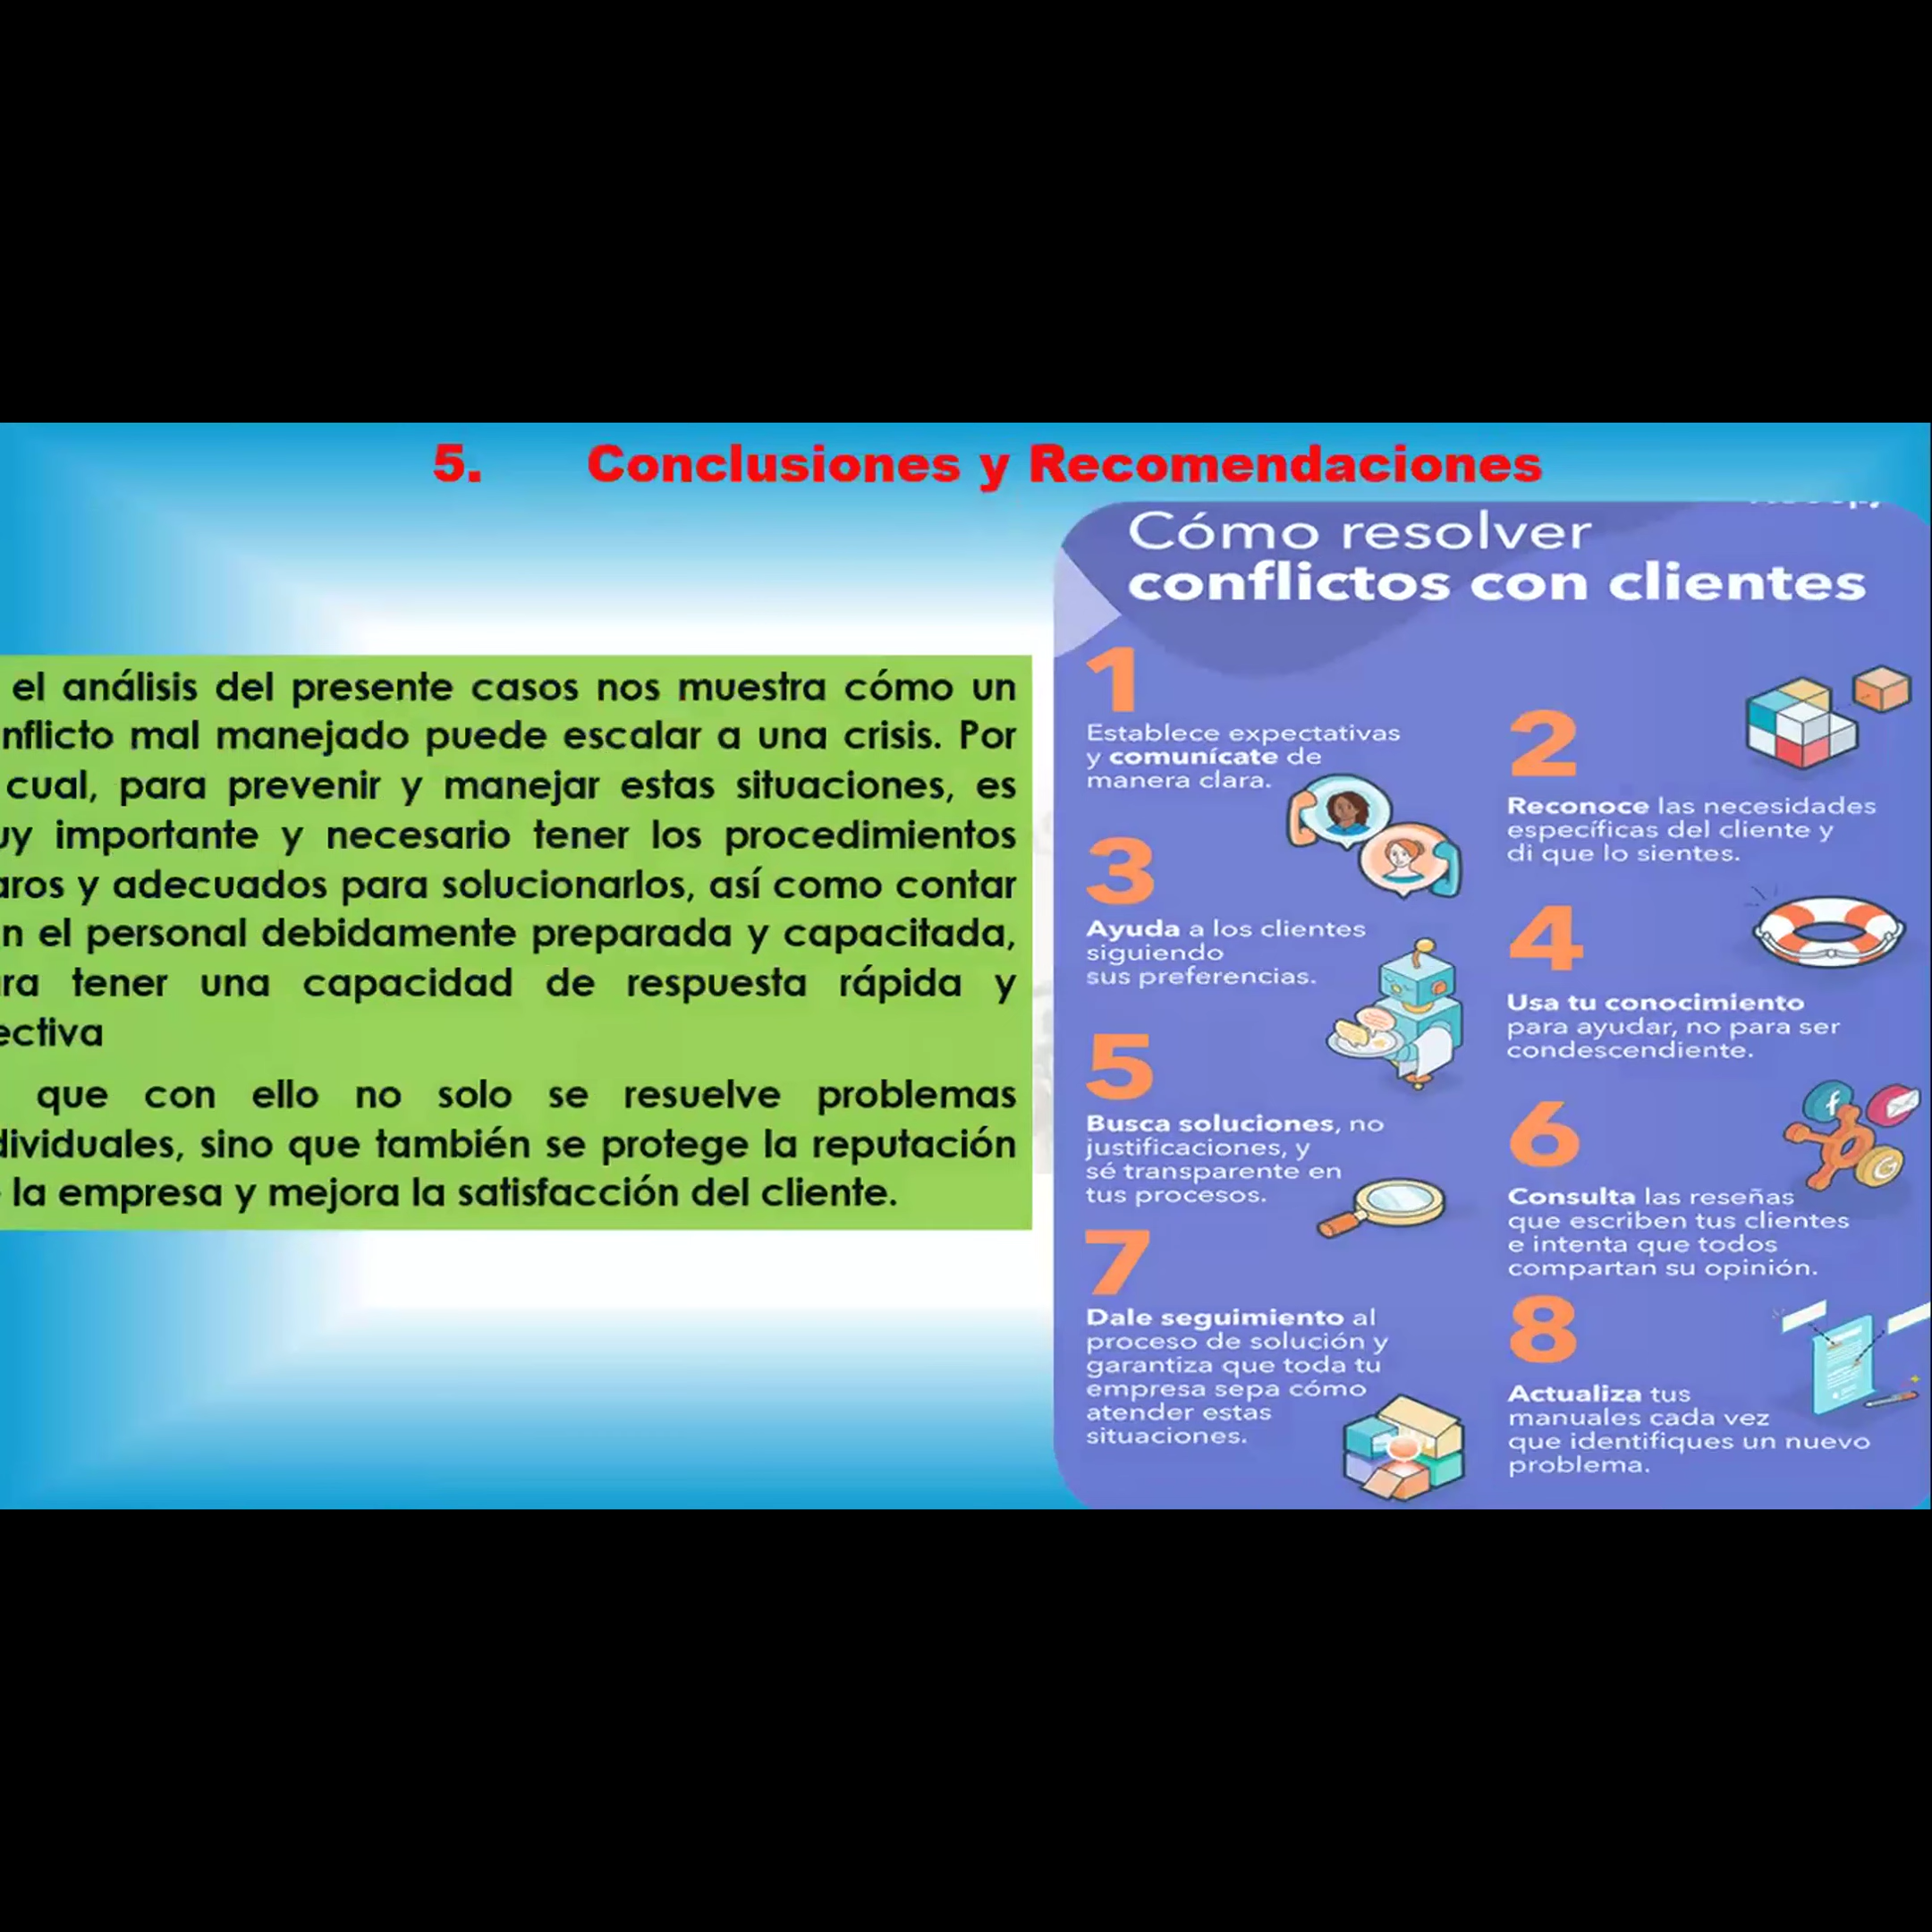 5. Conclusiones y Recomendaciones
el análisis del presente casos nos muestra cómo un
nflicto mal manejado puede escalar a una crisis. Por
cual, para prevenir y manejar estas situaciones, es
uy importante y necesario tener los procedimientos
aros y adecuados para solucionarlos, así como contar
n el personal debidamente preparada y capacitada,
ra tener una capacidad de respuesta rápida y
ectiva
que con ello no solo se resuelve problemas
dividuales, sino que también se protege la reputación
la empresa y mejora la satisfacción del cliente.
Cómo resolver
conflictos con clientes
1
Establece expectativas
y comunícate de
manera clara.
2
Reconoce las necesidades
específicas del cliente y
di que lo sientes.
3
Ayuda a los clientes
siguiendo
sus preferencias.
4
Usa tu conocimiento
para ayudar, no para ser
condescendiente.
5
Busca soluciones, no
justificaciones, y
sé transparente en
tus procesos.
6
Consulta las reseñas
que escriben tus clientes
e intenta que todos
compartan su opinión.
7
Dale seguimiento al
proceso de solución y
garantiza que toda tu
empresa sepa cómo
atender estas
situaciones.
8
Actualiza tus
manuales cada vez
que identifiques un nuevo
problema.